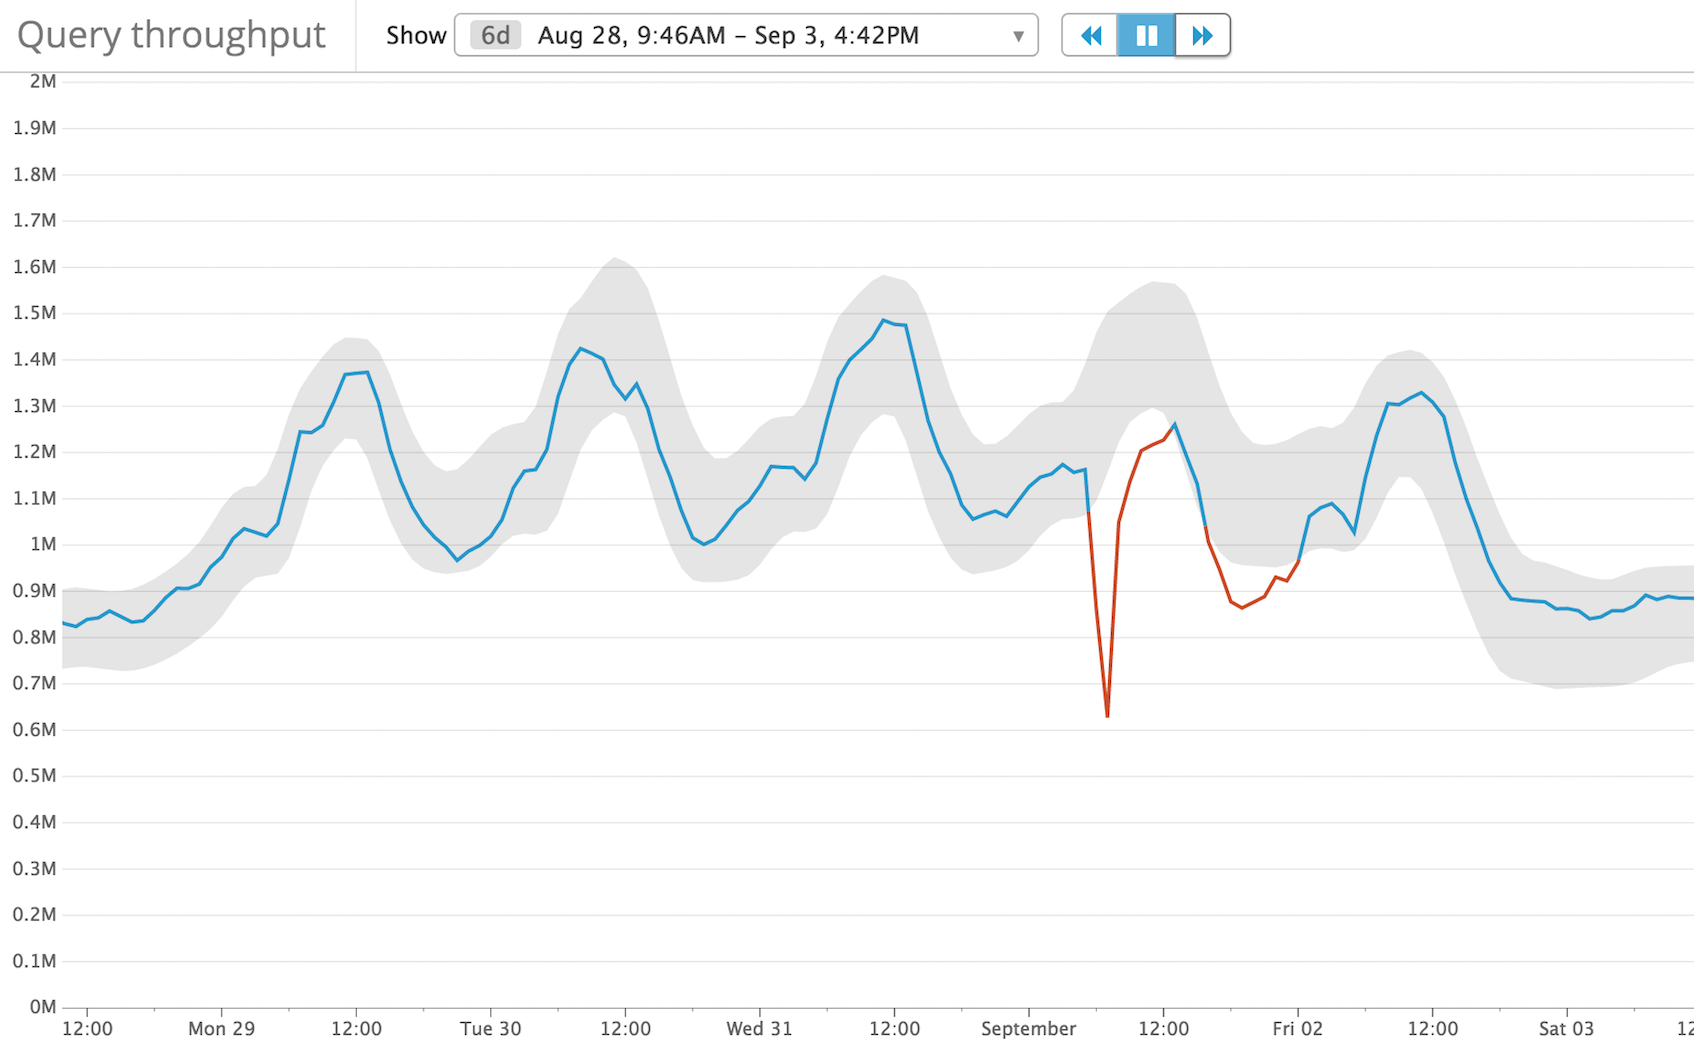 Query throughput
Show 6d Aug 28, 9:46AM – Sep 3, 4:42PM
2M
1.9M
1.8M
1.7M
1.6M
1.5M
1.4M
1.3M
1.2M
1.1M
1M
0.9M
0.8M
0.7M
0.6M
0.5M
0.4M
0.3M
0.2M
0.1M
0M
12:00 Mon 29 12:00 Tue 30 12:00 Wed 31 12:00 September 12:00 Fri 02 12:00 Sat 03 12